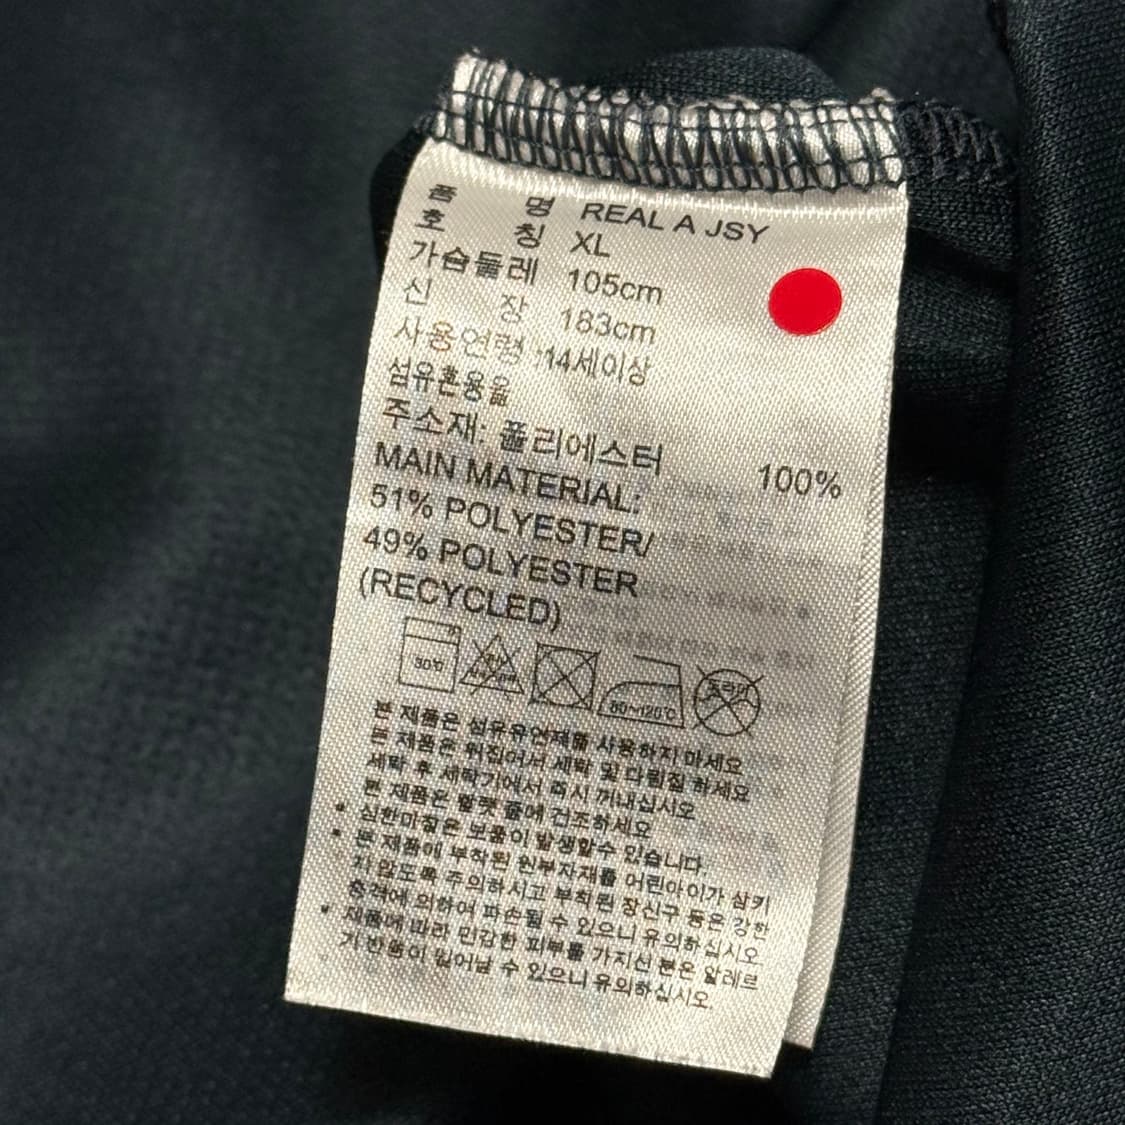 품 명 REAL A JSY
호 칭 XL
가슴둘레 105cm
신 장 183cm
사용연령 :14세이상
섬유혼용율
주소재: 폴리에스터 100%
MAIN MATERIAL:
51% POLYESTER/
49% POLYESTER
(RECYCLED)
30℃ 80~120℃ 드라이
본 제품은 섬유유연제를 사용하지 마세요
본 제품은 뒤집어서 세탁 및 다림질 하세요
세탁 후 세탁기에서 즉시 꺼내십시오
본 제품은 그늘에 건조하세요
* 심한마찰은 보풀이 발생할수 있습니다.
* 본 제품에 부착된 원부자재를 어린아이가 삼키
지 않도록 주의하시고 부착된 장신구 등은 강한
충격에 의하여 파손될 수 있으니 유의하십시오
* 제품에 따라 민감한 피부를 가지신 분은 알레르
기 반응이 일어날 수 있으니 유의하십시오